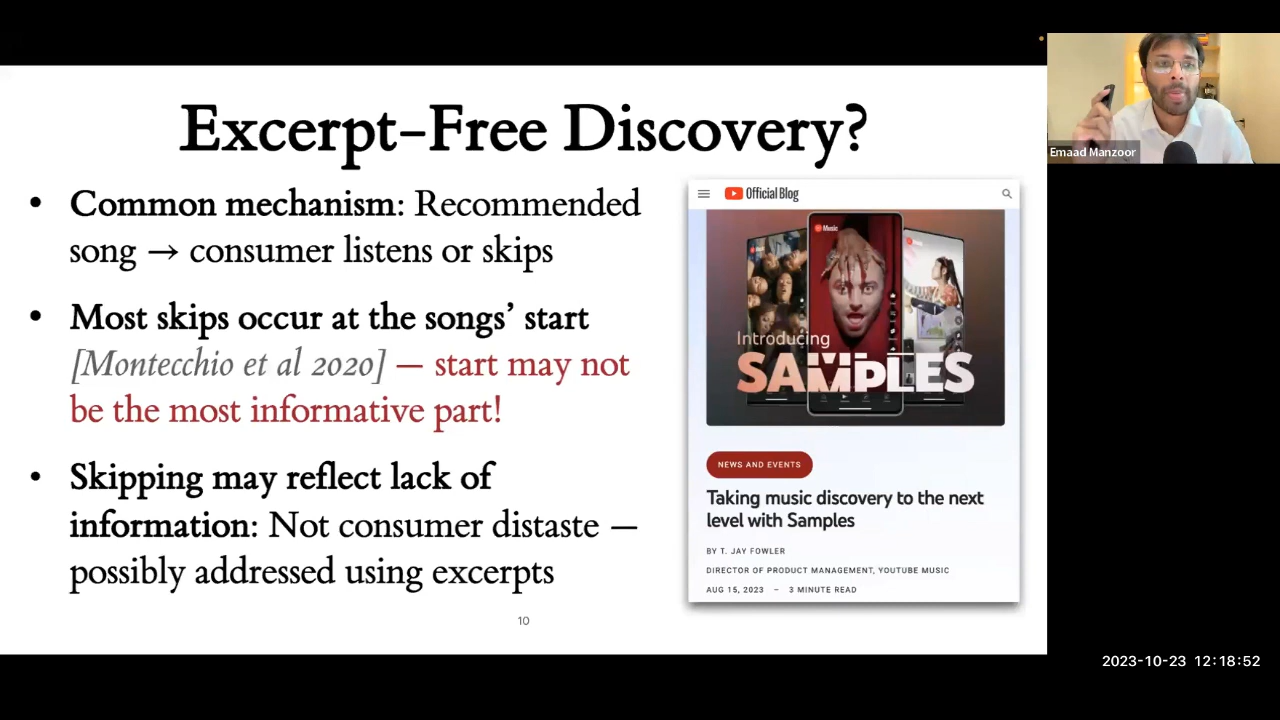 Excerpt-Free Discovery?
• Common mechanism: Recommended
song → consumer listens or skips
• Most skips occur at the songs’ start
[Montecchio et al 2020] — start may not
be the most informative part!
• Skipping may reflect lack of
information: Not consumer distaste —
possibly addressed using excerpts
10
Official Blog
Music
Introducing
SAMPLES
NEWS AND EVENTS
Taking music discovery to the next
level with Samples
BY T. JAY FOWLER
DIRECTOR OF PRODUCT MANAGEMENT, YOUTUBE MUSIC
AUG 15, 2023 – 3 MINUTE READ
Emaad Manzoor
2023-10-23 12:18:52